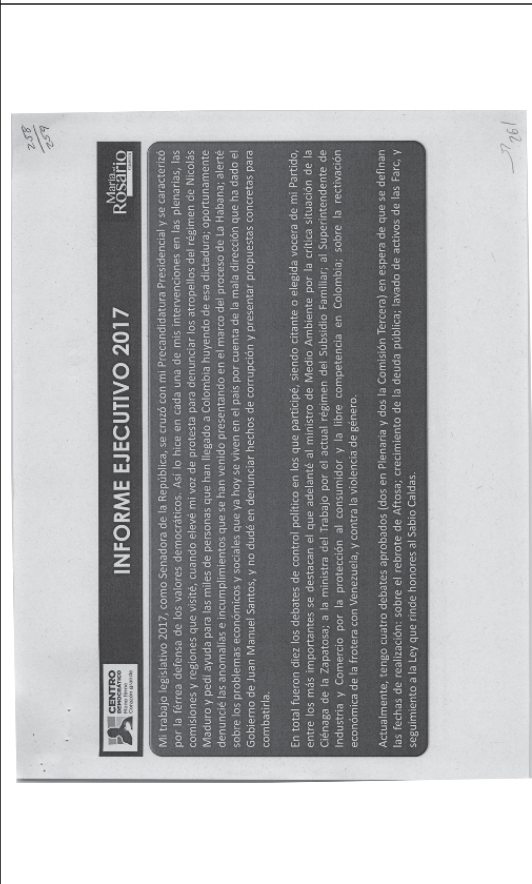 258
259
261
CENTRO
DEMOCRÁTICO
Mano firme
Corazón grande
INFORME EJECUTIVO 2017
María del
Rosario
Mi trabajo legislativo 2017, como Senadora de la República, se cruzó con mi Precandidatura Presidencial y se caracterizó
por la férrea defensa de los valores democráticos. Así lo hice en cada una de mis intervenciones en las plenarias, las
comisiones y regiones que visité, cuando elevé mi voz de protesta para denunciar los atropellos del régimen de Nicolás
Maduro y pedí ayuda para las miles de personas que han llegado a Colombia huyendo de esa dictadura; oportunamente
denuncié las anomalías e incumplimientos que se han venido presentando en el marco del proceso de La Habana; alerté
sobre los problemas económicos y sociales que ya hoy se viven en el país por cuenta de la mala dirección que ha dado el
Gobierno de Juan Manuel Santos, y no dudé en denunciar hechos de corrupción y presentar propuestas concretas para
combatirla.
En total fueron diez los debates de control político en los que participé, siendo citante o elegida vocera de mi Partido,
entre los más importantes se destacan el que adelanté al ministro de Medio Ambiente por la crítica situación de la
Ciénaga de la Zapatosa; a la ministra del Trabajo por el actual régimen del Subsidio Familiar; al Superintendente de
Industria y Comercio por la protección al consumidor y la libre competencia en Colombia; sobre la rectivación
económica de la frotera con Venezuela, y contra la violencia de género.
Actualmente, tengo cuatro debates aprobados (dos en Plenaria y dos la Comisión Tercera) en espera de que se definan
las fechas de realización: sobre el rebrote de Aftosa; crecimiento de la deuda pública; lavado de activos de las Farc, y
seguimiento a la Ley que rinde honores al Sabio Caldas.